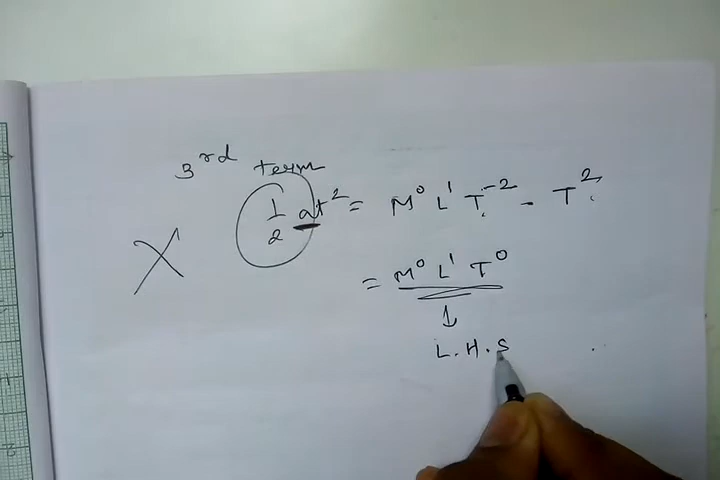 3rd term
1/2 at² = M⁰ L¹ T⁻² - T²
X
= M⁰ L¹ T⁰
↓
L.H.S